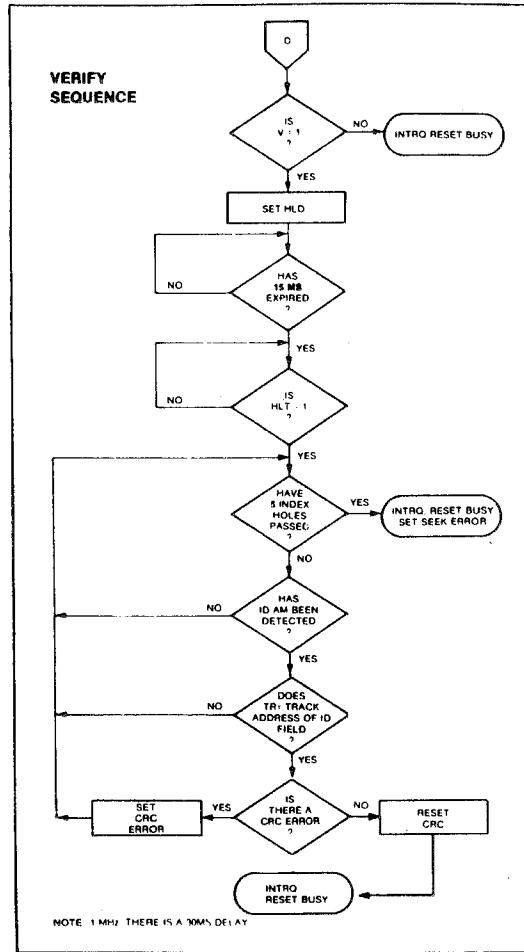 D
VERIFY
SEQUENCE
IS
V = 1
?
NO
INTRQ RESET BUSY
YES
SET HLD
HAS
15 MS
EXPIRED
?
NO
YES
IS
HLT = 1
?
NO
YES
HAVE
5 INDEX
HOLES
PASSED
?
YES
INTRQ, RESET BUSY
SET SEEK ERROR
NO
HAS
ID AM BEEN
DETECTED
?
NO
YES
DOES
TR = TRACK
ADDRESS OF ID
FIELD
?
NO
YES
IS
THERE A
CRC ERROR
?
YES
SET
CRC
ERROR
NO
RESET
CRC
INTRQ
RESET BUSY
NOTE 1 MHz THERE IS A 30MS DELAY